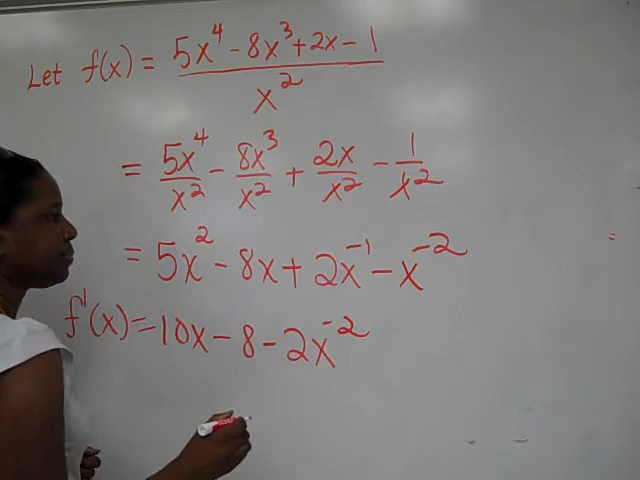 Let f(x) = (5x⁴ - 8x³ + 2x - 1) / x²
= 5x⁴/x² - 8x³/x² + 2x/x² - 1/x²
= 5x² - 8x + 2x⁻¹ - x⁻²
f'(x) = 10x - 8 - 2x⁻²